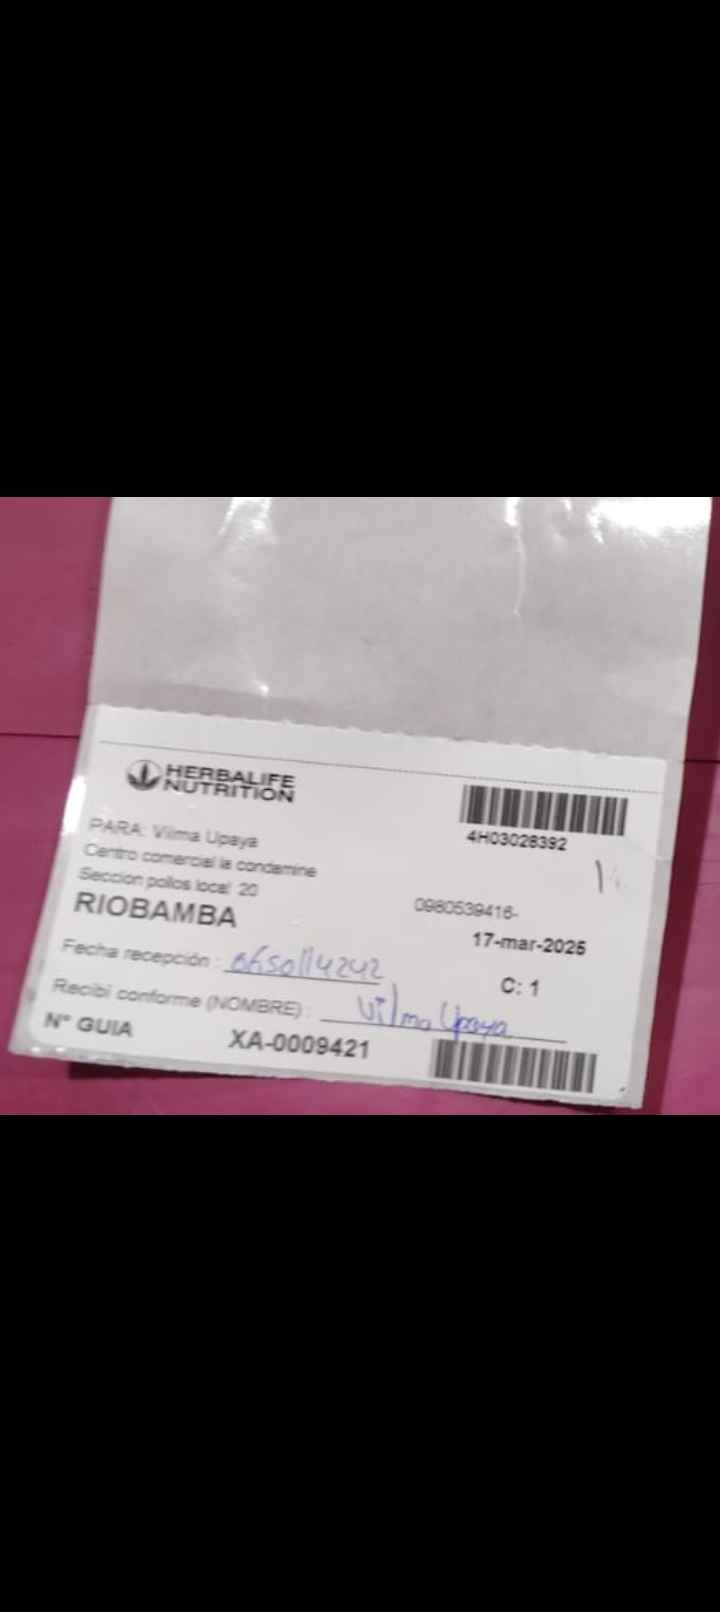 HERBALIFE
NUTRITION
4H03028392
PARA: Vilma Upaya
Centro comercial la condamine
Seccion pollos local 20
0980539416-
RIOBAMBA
17-mar-2025
Fecha recepción : 0650114242
C: 1
Recibi conforme (NOMBRE) : Vilma Upaya
N° GUIA XA-0009421